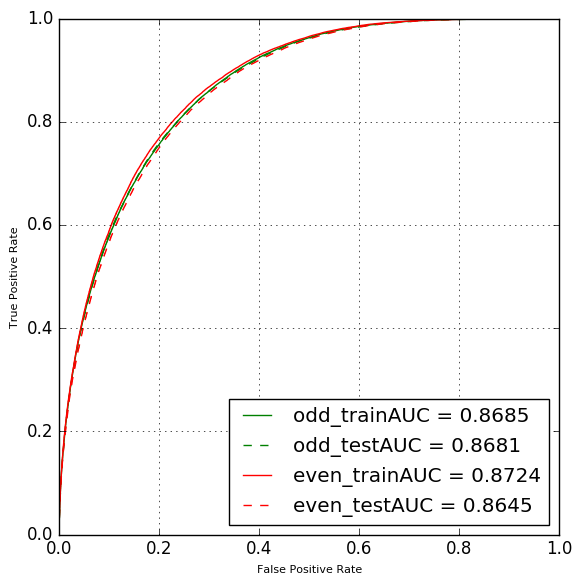 1.0
0.8
0.6
0.4
0.2
0.0
True Positive Rate
odd_trainAUC = 0.8685
odd_testAUC = 0.8681
even_trainAUC = 0.8724
even_testAUC = 0.8645
0.0 0.2 0.4 0.6 0.8 1.0
False Positive Rate